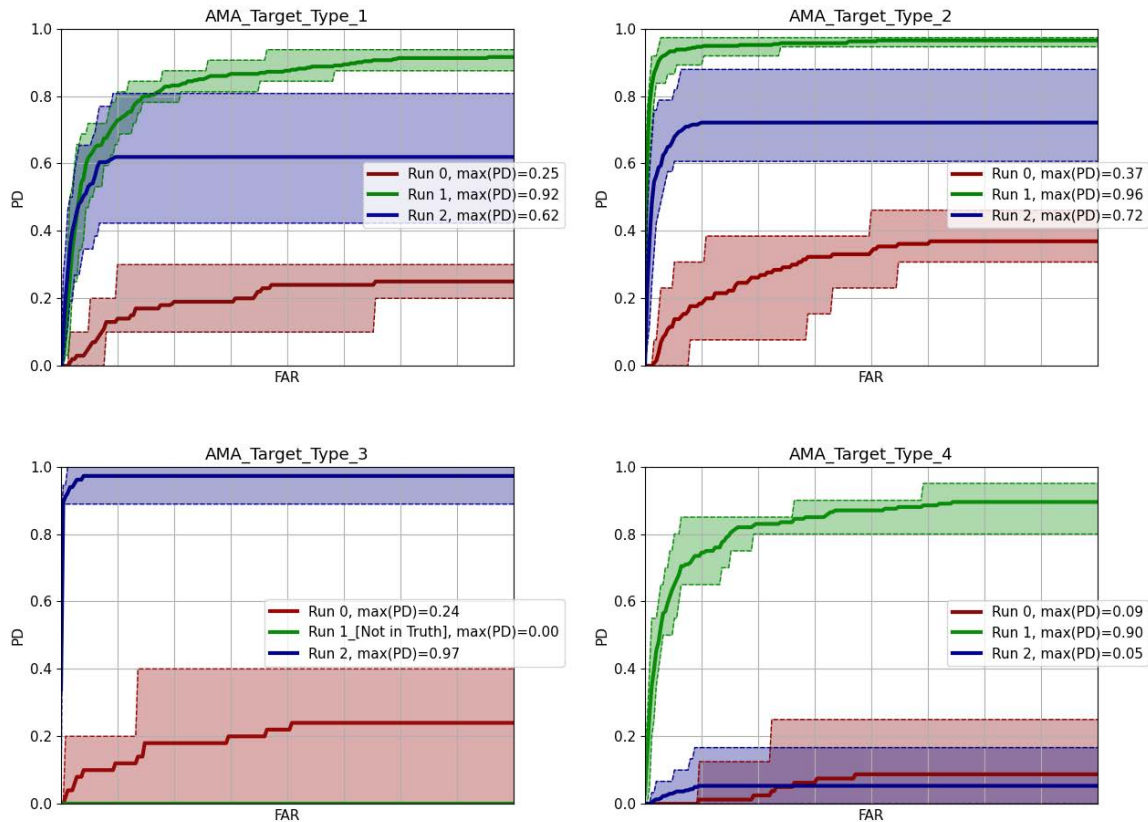 AMA_Target_Type_1
1.0
0.8
0.6
0.4
0.2
0.0
PD
FAR
Run 0, max(PD)=0.25
Run 1, max(PD)=0.92
Run 2, max(PD)=0.62
AMA_Target_Type_2
1.0
0.8
0.6
0.4
0.2
0.0
PD
FAR
Run 0, max(PD)=0.37
Run 1, max(PD)=0.96
Run 2, max(PD)=0.72
AMA_Target_Type_3
1.0
0.8
0.6
0.4
0.2
0.0
PD
FAR
Run 0, max(PD)=0.24
Run 1_[Not in Truth], max(PD)=0.00
Run 2, max(PD)=0.97
AMA_Target_Type_4
1.0
0.8
0.6
0.4
0.2
0.0
PD
FAR
Run 0, max(PD)=0.09
Run 1, max(PD)=0.90
Run 2, max(PD)=0.05